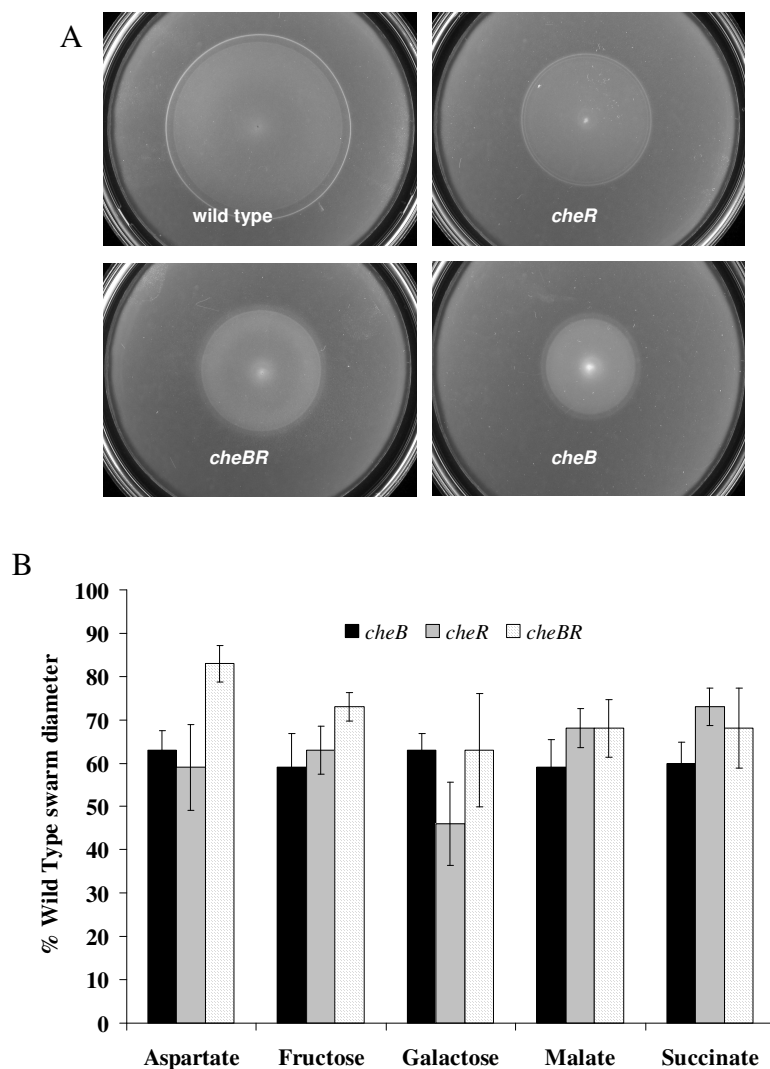 A
wild type
cheR
cheBR
cheB
B
% Wild Type swarm diameter
100
90
80
70
60
50
40
30
20
10
0
cheB
cheR
cheBR
Aspartate
Fructose
Galactose
Malate
Succinate